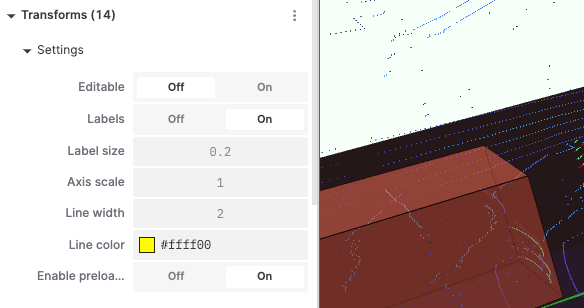 Transforms (14)
Settings
Editable Off On
Labels Off On
Label size 0.2
Axis scale 1
Line width 2
Line color #ffff00
Enable preloa... Off On